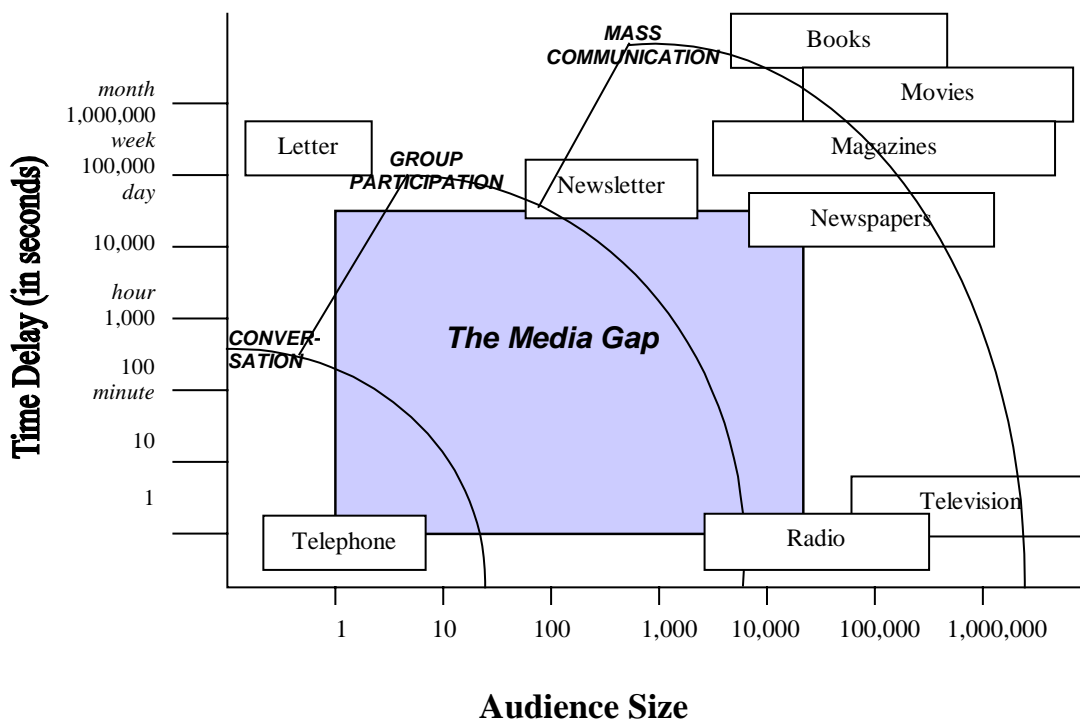 MASS
COMMUNICATION
Books
Movies
Magazines
Newspapers
Letter
GROUP
PARTICIPATION
Newsletter
The Media Gap
CONVER-
SATION
Telephone
Television
Radio
Time Delay (in seconds)
month
1,000,000
week
100,000
day
10,000
hour
1,000
100
minute
10
1
1 10 100 1,000 10,000 100,000 1,000,000
Audience Size